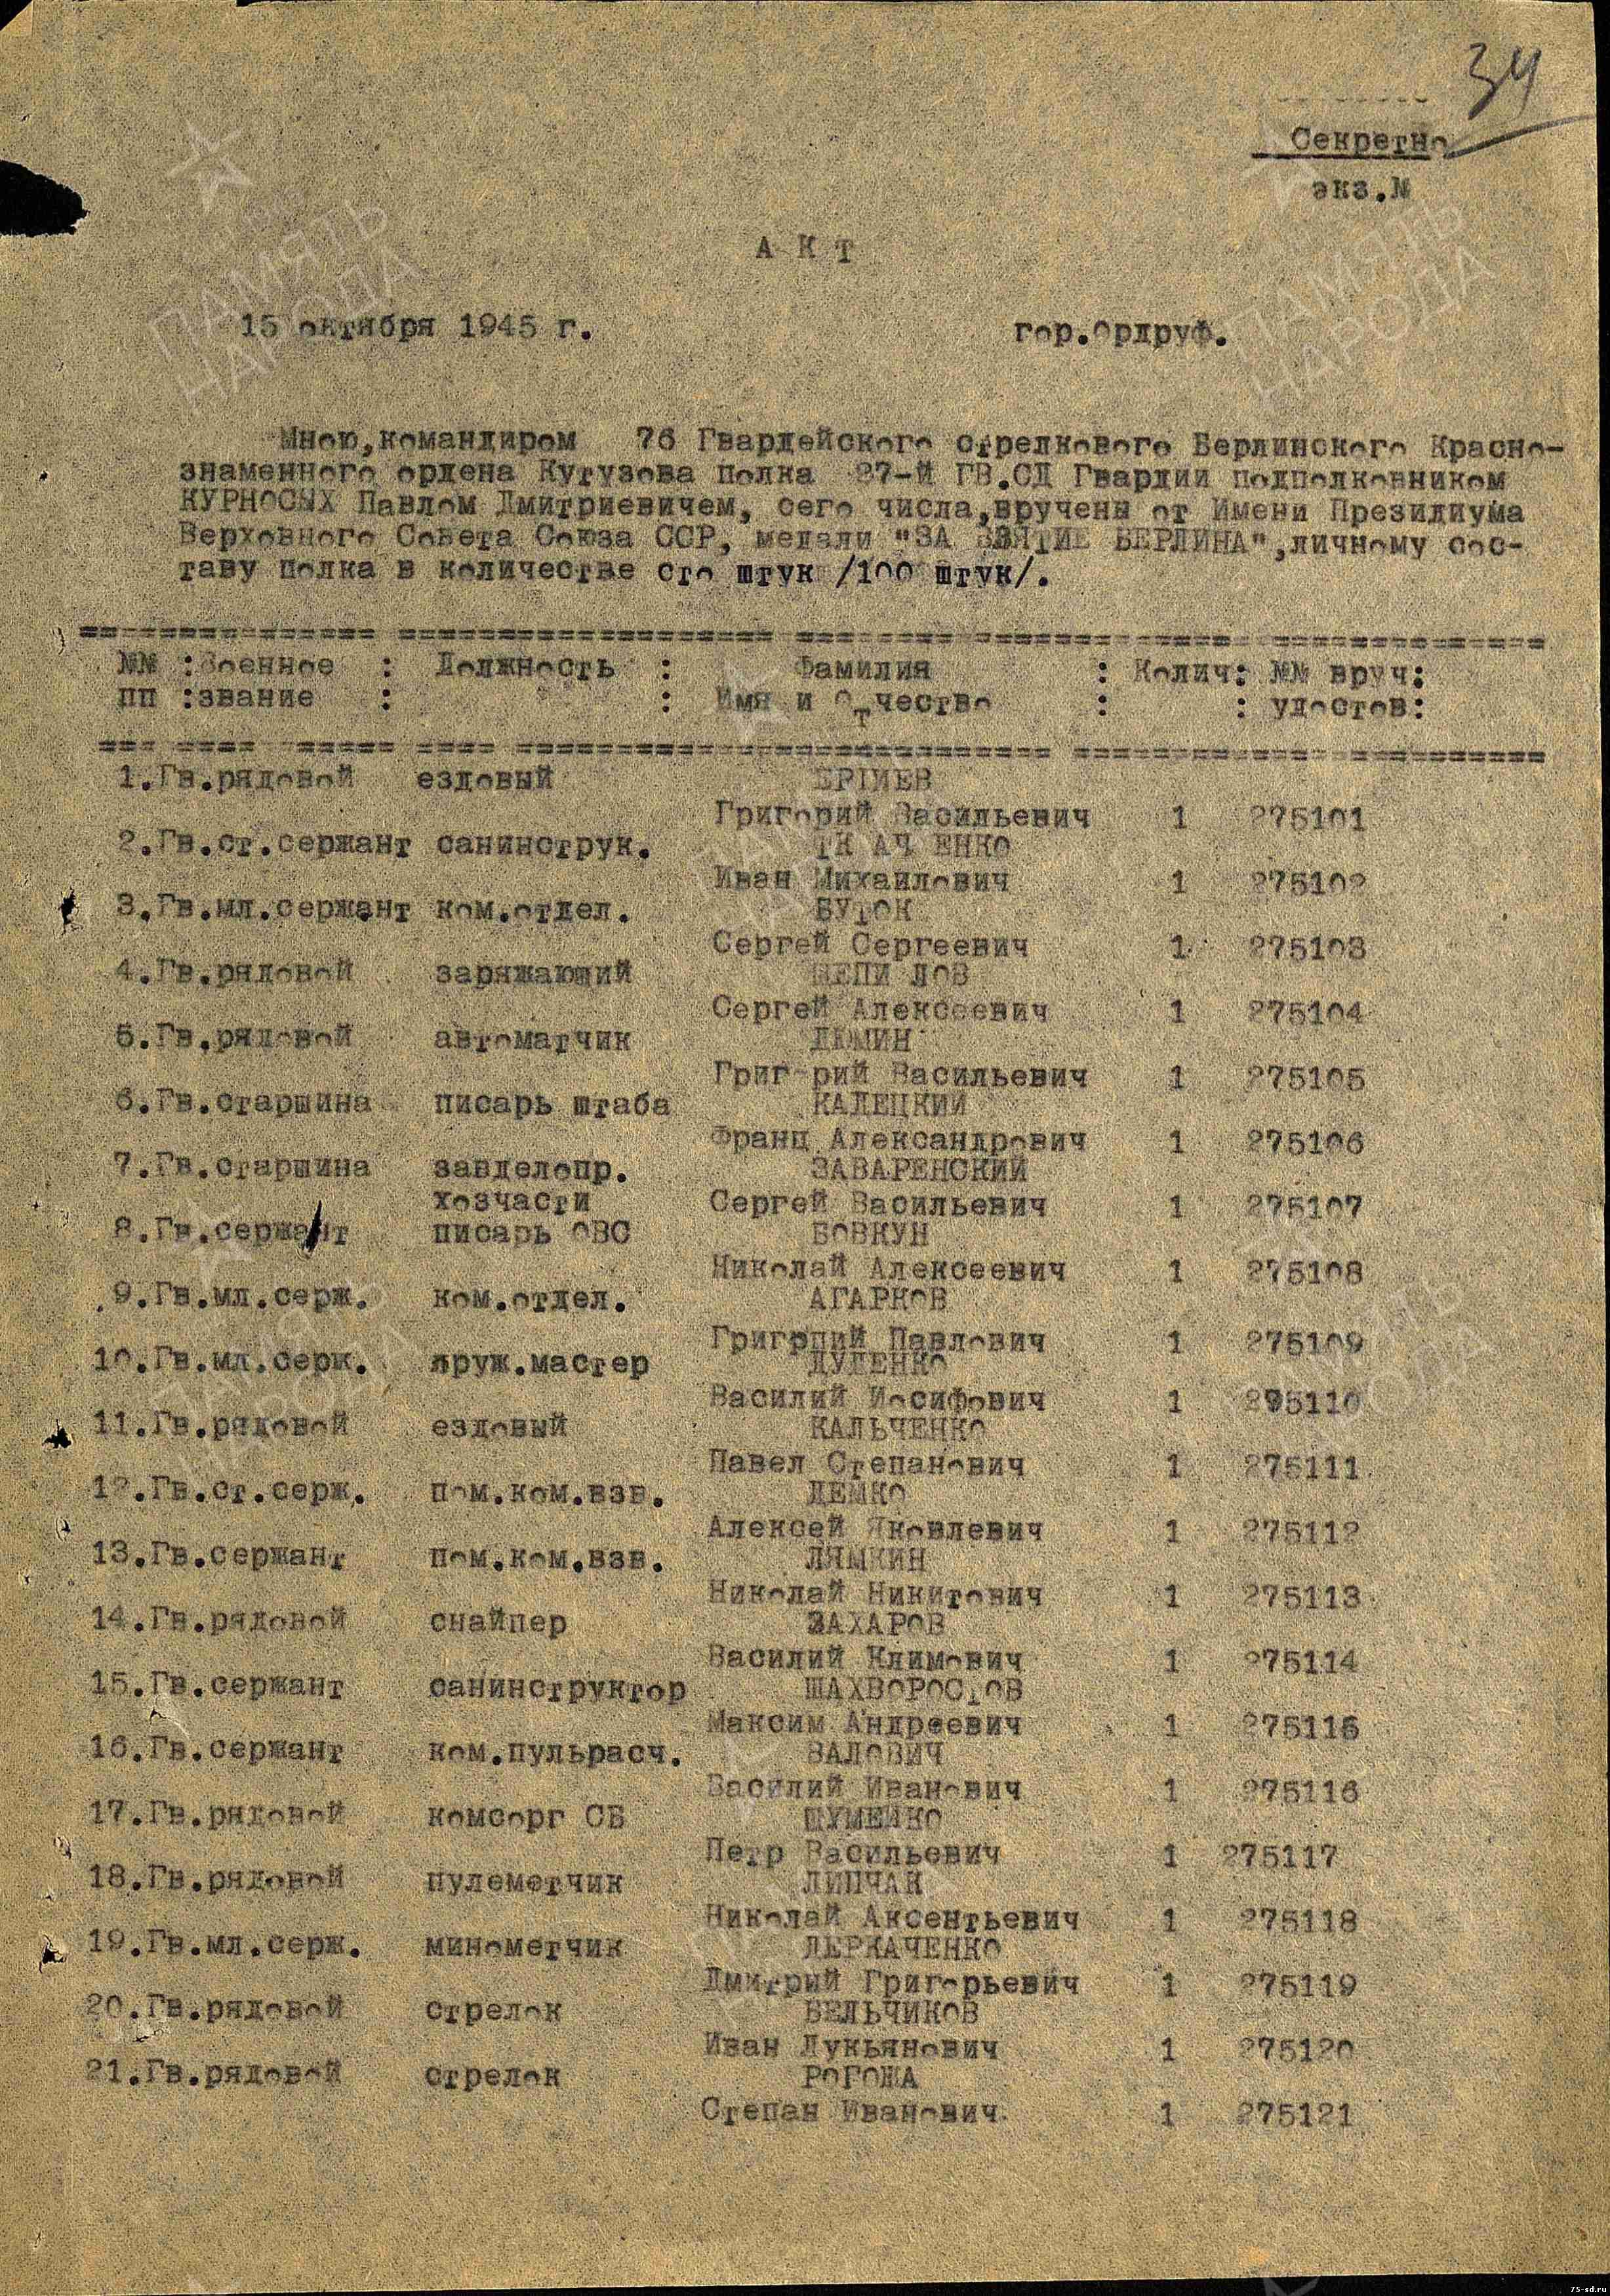 34
Секретно
экз.№
А К Т
15 октября 1945 г. гор.Ордруф.
Мною,командиром 76 Гвардейского стрелкового Берлинского Красно-
знаменного ордена Кутузова полка 27-й ГВ.СД Гвардии подполковником
КУРНОСЫХ Павлом Дмитриевичем, сего числа,вручены от Имени Президиума
Верховного Совета Союза ССР, медали "ЗА ВЗЯТИЕ БЕРЛИНА",личному сос-
таву полка в количестве сто штук /100 штук/.
№№ :Военное : Должность : Фамилия : Колич: №№ вруч:
пп :звание : : Имя и Отчество : : удостов:
1.Гв.рядовой ездовый
Григорий Васильевич 1 275101
2.Гв.ст.сержант санинструк. ТКАЧЕНКО
Иван Михаилович 1 275102
3.Гв.мл.сержант ком.отдел. БУТОК
Сергей Сергеевич 1 275103
4.Гв.рядовой заряжающий
Сергей Алексеевич 1 275104
5.Гв.рядовой автоматчик ДЕМИН
Григорий Васильевич 1 275105
6.Гв.старшина писарь штаба КАЛЕЦКИЙ
Франц Александрович 1 275106
7.Гв.старшина завделопр. ЗАВАРЕНСКИЙ
хозчасти Сергей Васильевич 1 275107
8.Гв.сержант писарь ОВС БОВКУН
Николай Алексеевич 1 275108
9.Гв.мл.серж. ком.отдел. АГАРКОВ
Григрпий Павлович 1 275109
10.Гв.мл.серж. оруж.мастер ДУДЕНКО
Василий Иосифович 1 275110
11.Гв.рядовой ездовый КАЛЬЧЕНКО
Павел Степанович 1 275111
12.Гв.ст.серж. пом.ком.взв. ДЕМКО
Алексей Яковлевич 1 275112
13.Гв.сержант пом.ком.взв. ЛЯМКИН
Николай Никитович 1 275113
14.Гв.рядовой снайпер ЗАХАРОВ
Василий Климович 1 275114
15.Гв.сержант санинструктор ШАХВОРОСТОВ
Максим Андреевич 1 275115
16.Гв.сержант ком.пульрасч. ВАЛОВИЧ
Василий Иванович 1 275116
17.Гв.рядовой комсорг СБ ШУМЕЙКО
Петр Васильевич 1 275117
18.Гв.рядовой пулеметчик ЛИПЧАН
Николай Аксентьевич 1 275118
19.Гв.мл.серж. минометчик ДЕРКАЧЕНКО
Дмитрий Григорьевич 1 275119
20.Гв.рядовой стрелок БЕЛЬЧИКОВ
Иван Лукьянович 1 275120
21.Гв.рядовой стрелок РОГОЖА
Степан Иванович 1 275121
ПАМЯТЬ НАРОДА
75-sd.ru